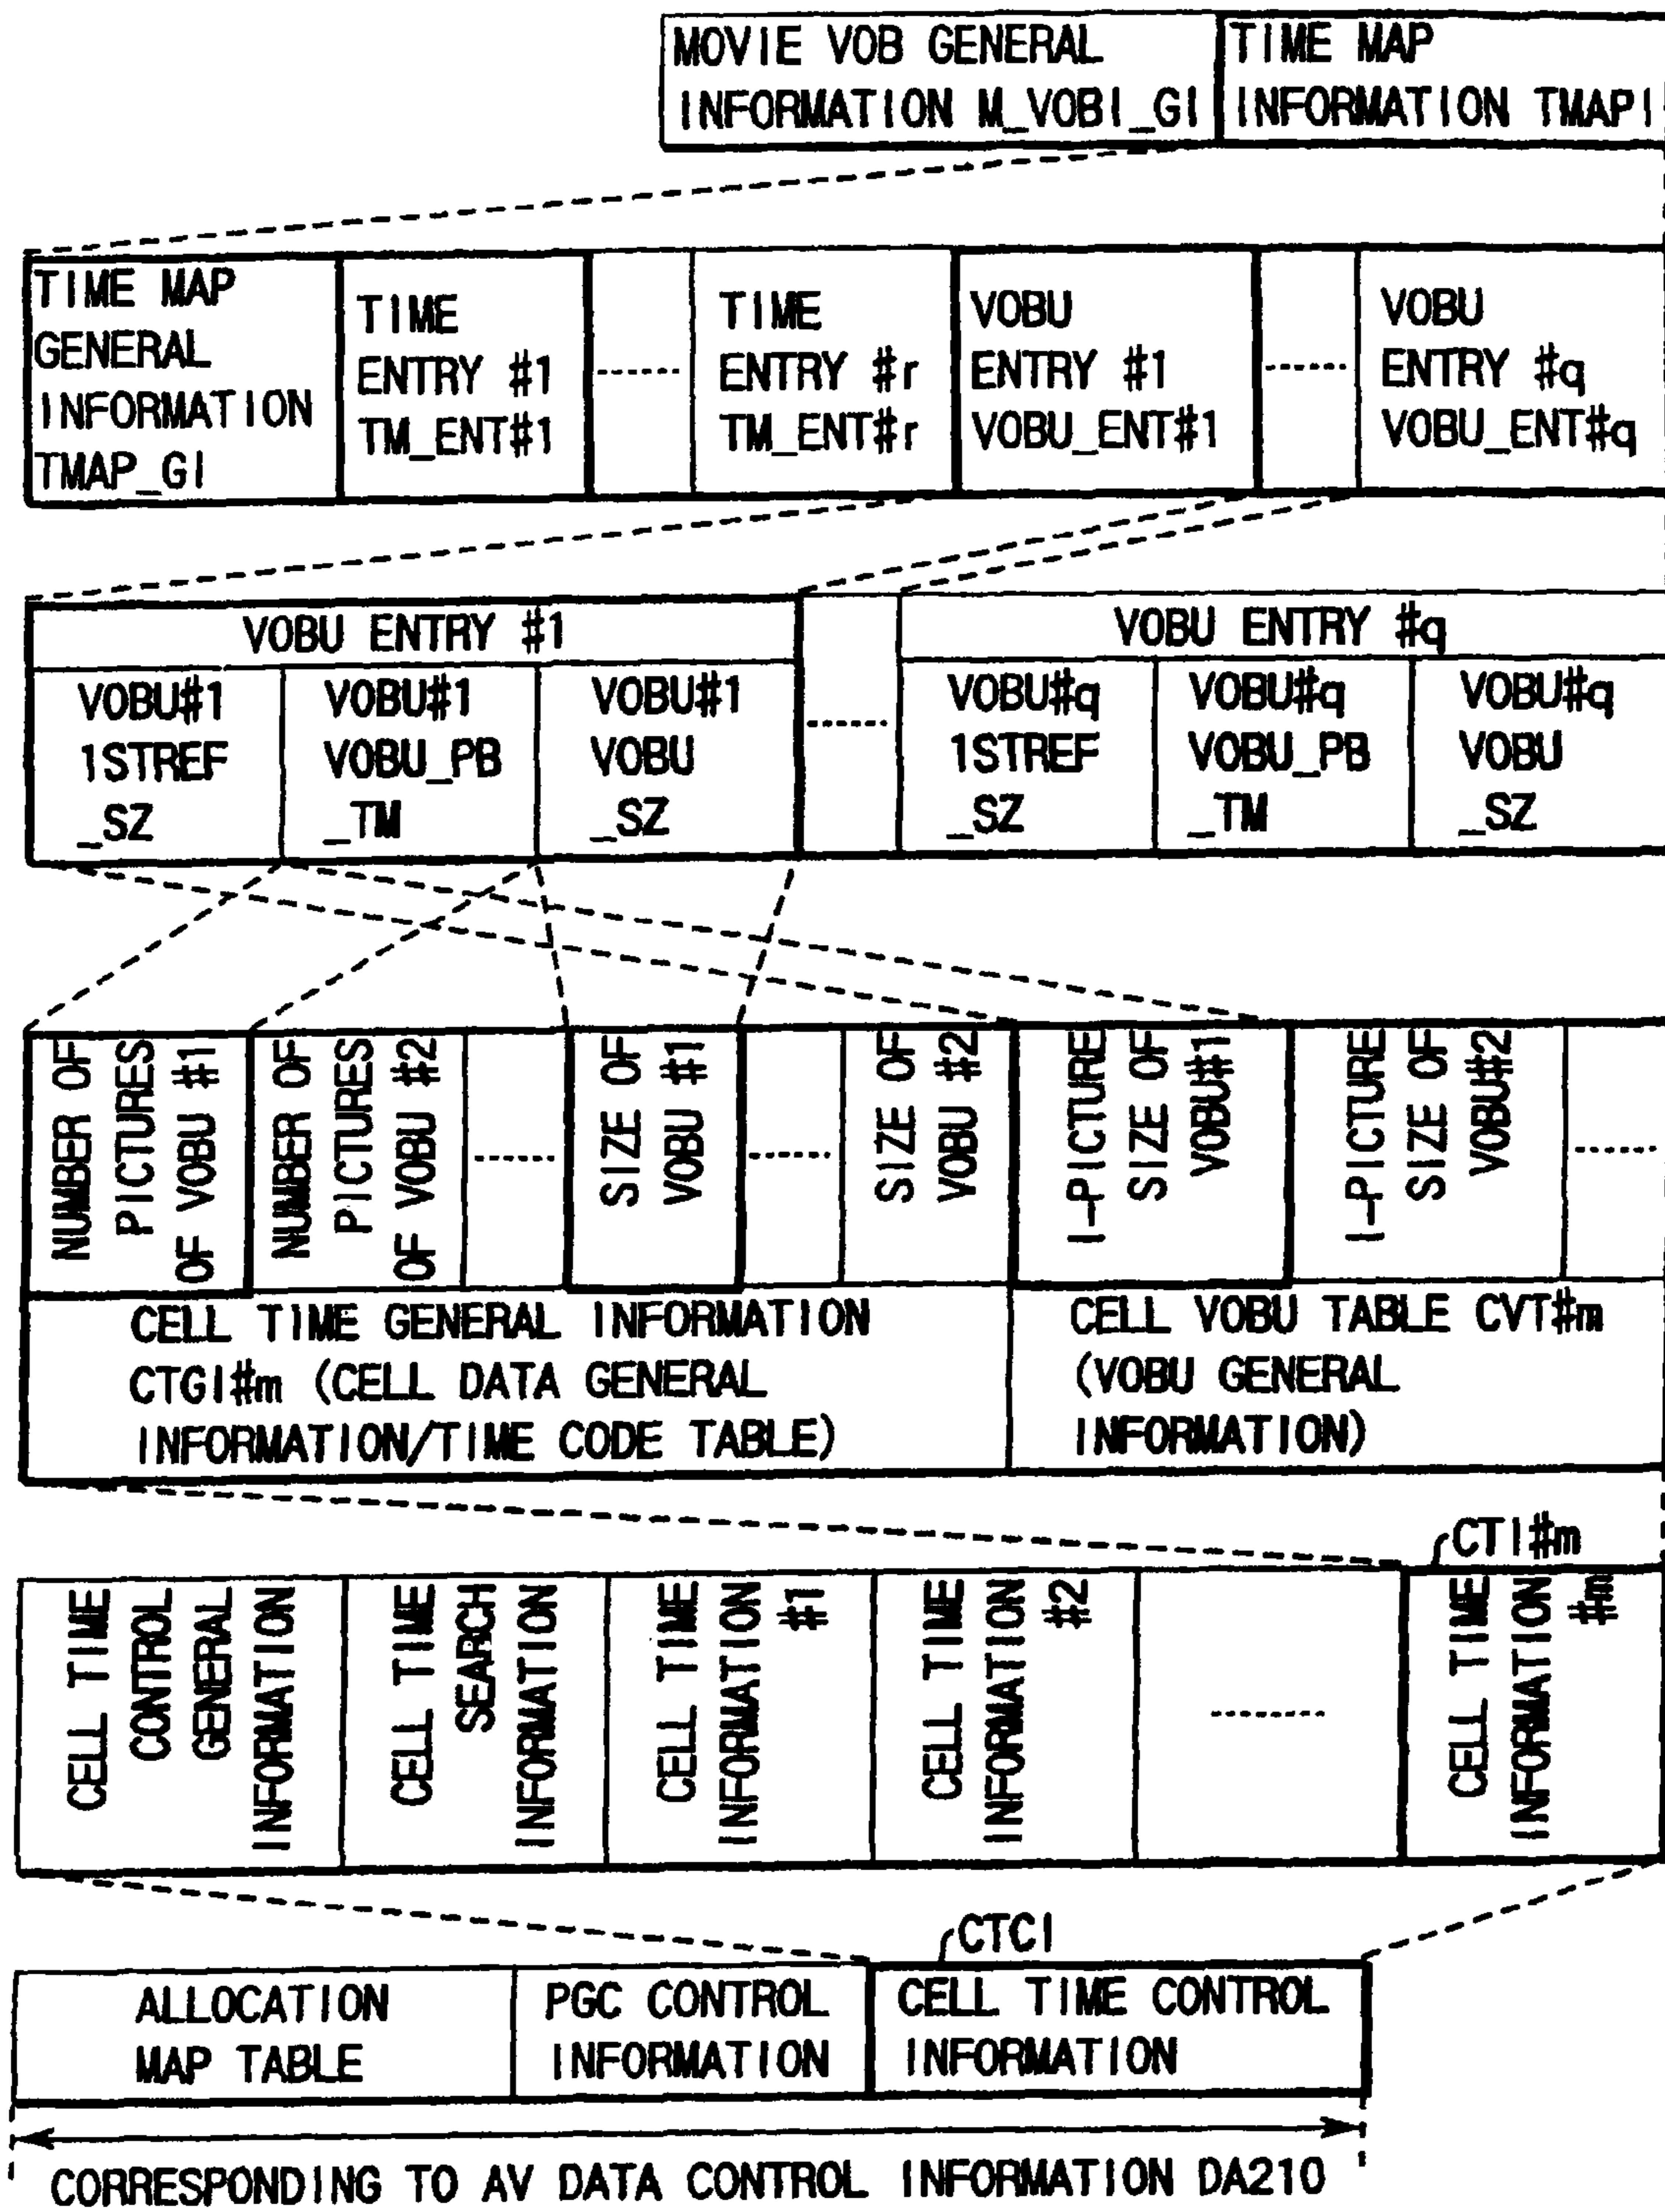 MOVIE VOB GENERAL
INFORMATION M_VOBI_GI
TIME MAP
INFORMATION TMAPI
TIME MAP
GENERAL
INFORMATION
TMAP_GI
TIME
ENTRY #1
TM_ENT#1
........
TIME
ENTRY #r
TM_ENT#r
VOBU
ENTRY #1
VOBU_ENT#1
........
VOBU
ENTRY #q
VOBU_ENT#q
VOBU ENTRY #1
VOBU#1
1STREF
_SZ
VOBU#1
VOBU_PB
_TM
VOBU#1
VOBU
_SZ
........
VOBU ENTRY #q
VOBU#q
1STREF
_SZ
VOBU#q
VOBU_PB
_TM
VOBU#q
VOBU
_SZ
NUMBER OF
PICTURES
OF VOBU #1
NUMBER OF
PICTURES
OF VOBU #2
........
SIZE OF
VOBU #1
........
SIZE OF
VOBU #2
I-PICTURE
SIZE OF
VOBU#1
I-PICTURE
SIZE OF
VOBU#2
........
CELL TIME GENERAL INFORMATION
CTGI#m (CELL DATA GENERAL
INFORMATION/TIME CODE TABLE)
CELL VOBU TABLE CVT#m
(VOBU GENERAL
INFORMATION)
CTI#m
CELL TIME
CONTROL
GENERAL
INFORMATION
CELL TIME
SEARCH
INFORMATION
CELL TIME
INFORMATION
#1
CELL TIME
INFORMATION
#2
...........
CELL TIME
INFORMATION
#m
CTCI
ALLOCATION
MAP TABLE
PGC CONTROL
INFORMATION
CELL TIME CONTROL
INFORMATION
CORRESPONDING TO AV DATA CONTROL INFORMATION DA210